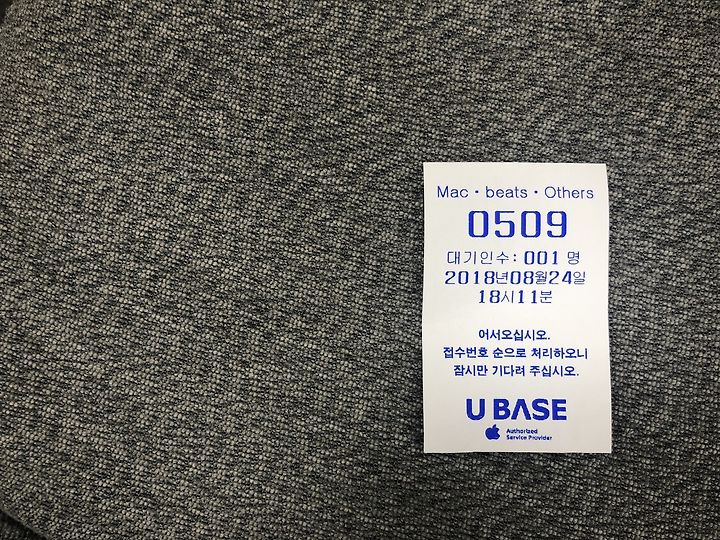 Mac · beats · Others
0509
대기인수: 001 명
2018년08월24일
18시11분
어서오십시오.
접수번호 순으로 처리하오니
잠시만 기다려 주십시오.
U BASE
Authorized
Service Provider